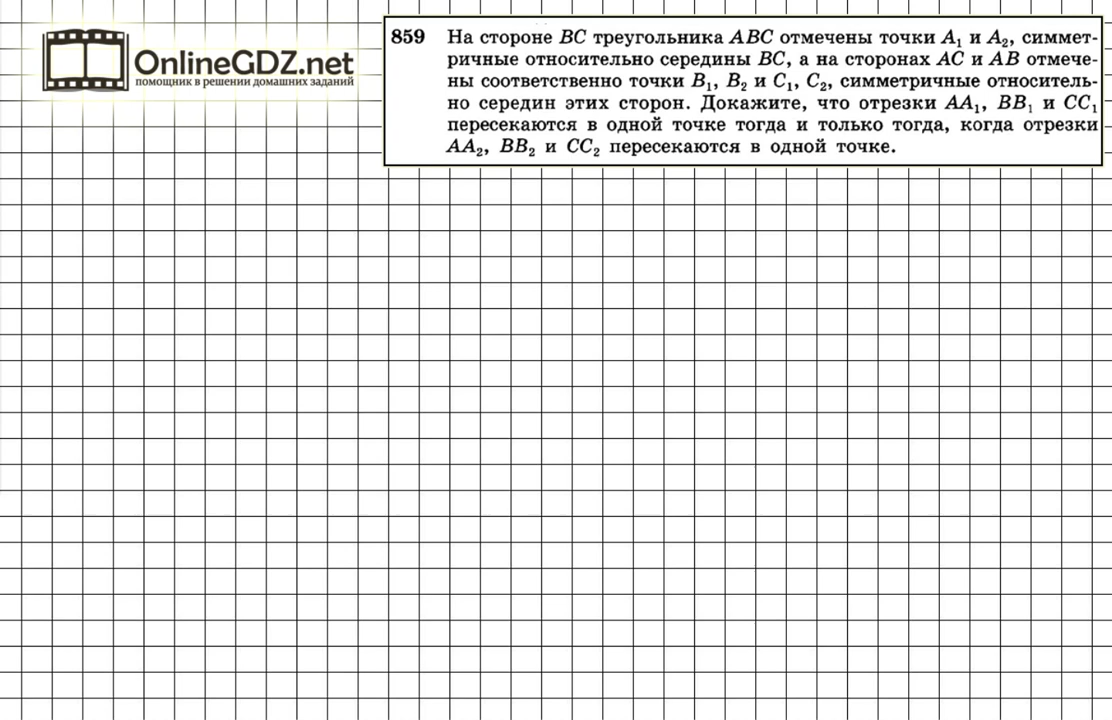 OnlineGDZ.net
помощник в решении домашних заданий
859 На стороне BC треугольника ABC отмечены точки A₁ и A₂, симмет-
ричные относительно середины BC, а на сторонах AC и AB отмече-
ны соответственно точки B₁, B₂ и C₁, C₂, симметричные относитель-
но середин этих сторон. Докажите, что отрезки AA₁, BB₁ и CC₁
пересекаются в одной точке тогда и только тогда, когда отрезки
AA₂, BB₂ и CC₂ пересекаются в одной точке.